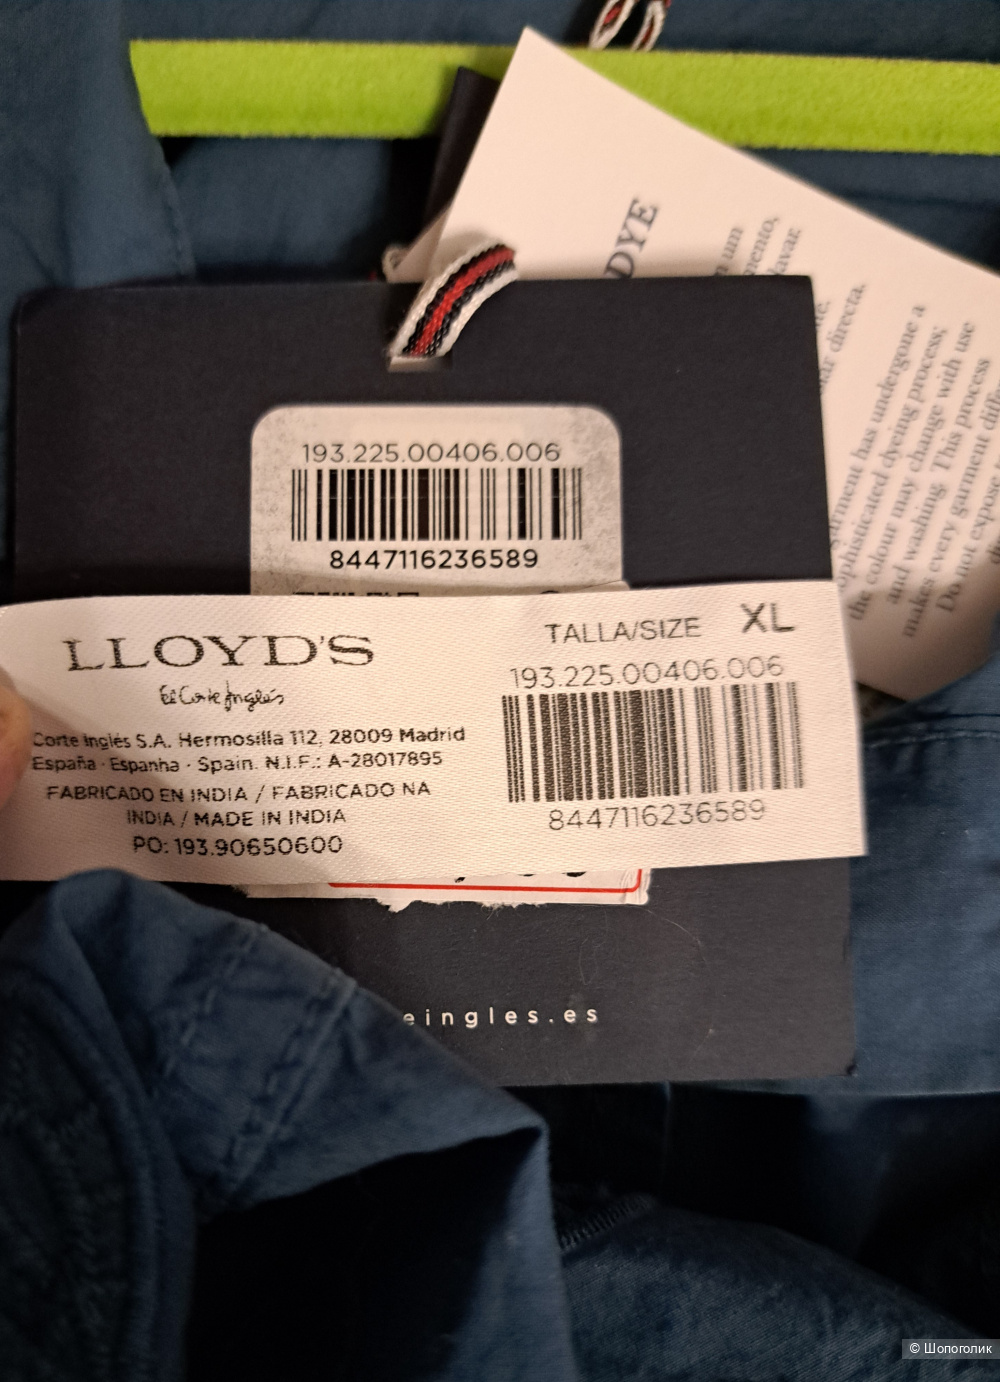 DYE
um
lavar.
directa.
has undergone a
sophisticated dyeing process;
the colour may change with use
and washing. This process
makes every garment
Do not expose
193.225.00406.006
8447116236589
LLOYD'S
El Corte Inglés
Corte Inglés S.A. Hermosilla 112, 28009 Madrid
España · Espanha · Spain. N.I.F.: A-28017895
FABRICADO EN INDIA / FABRICADO NA
INDIA / MADE IN INDIA
PO: 193.90650600
TALLA/SIZE XL
193.225.00406.006
8447116236589
eingles.es
© Шопоголик